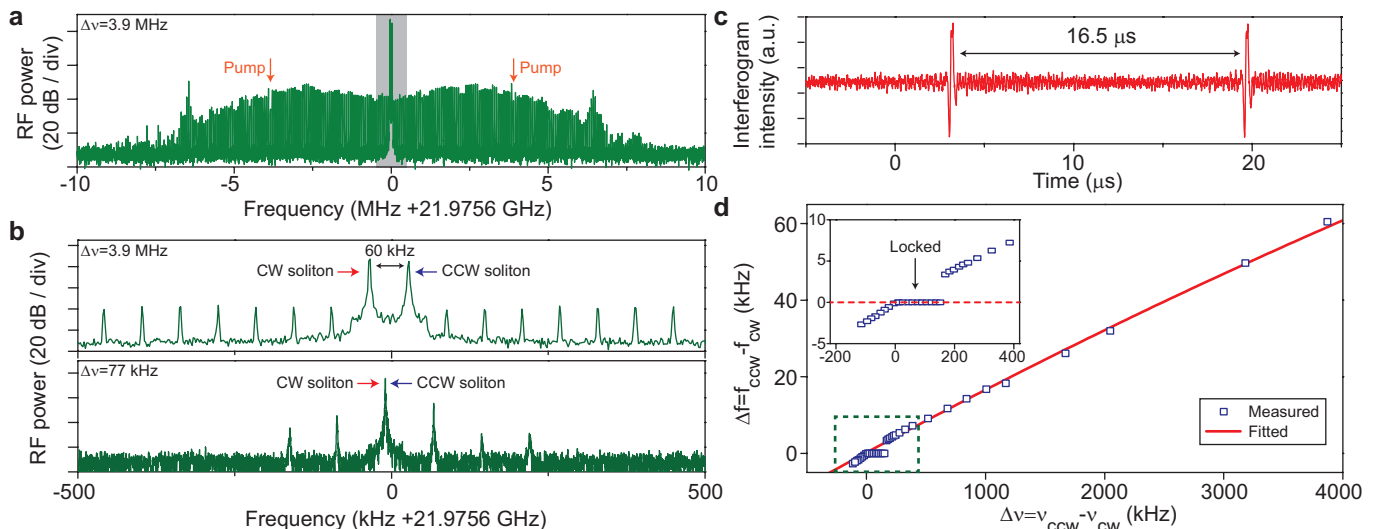 a
Δν=3.9 MHz
Pump
Pump
RF power
(20 dB / div)
-10
-5
0
5
10
Frequency (MHz +21.9756 GHz)
b
Δν=3.9 MHz
60 kHz
CW soliton
CCW soliton
Δν=77 kHz
CW soliton
CCW soliton
RF power (20 dB / div)
-500
0
500
Frequency (kHz +21.9756 GHz)
c
16.5 μs
Interferogram
intensity (a.u.)
0
10
20
Time (μs)
d
60
40
20
0
Δf=f_ccw-f_cw (kHz)
10
5
0
-5
Locked
-200
0
200
400
Measured
Fitted
0
1000
2000
3000
4000
Δν=ν_ccw-ν_cw (kHz)